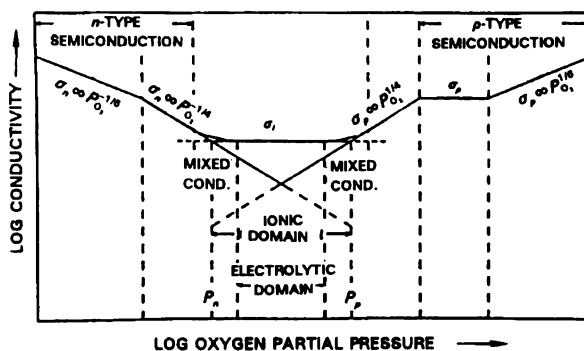 n-TYPE
SEMICONDUCTION
p-TYPE
SEMICONDUCTION
σn ∞ PO2^-1/6
σn ∞ PO2^-1/4
σi
σp ∞ PO2^1/4
σp
σp ∞ PO2^1/6
MIXED
COND.
MIXED
COND.
IONIC
DOMAIN
ELECTROLYTIC
DOMAIN
Pn
Pp
LOG CONDUCTIVITY
LOG OXYGEN PARTIAL PRESSURE